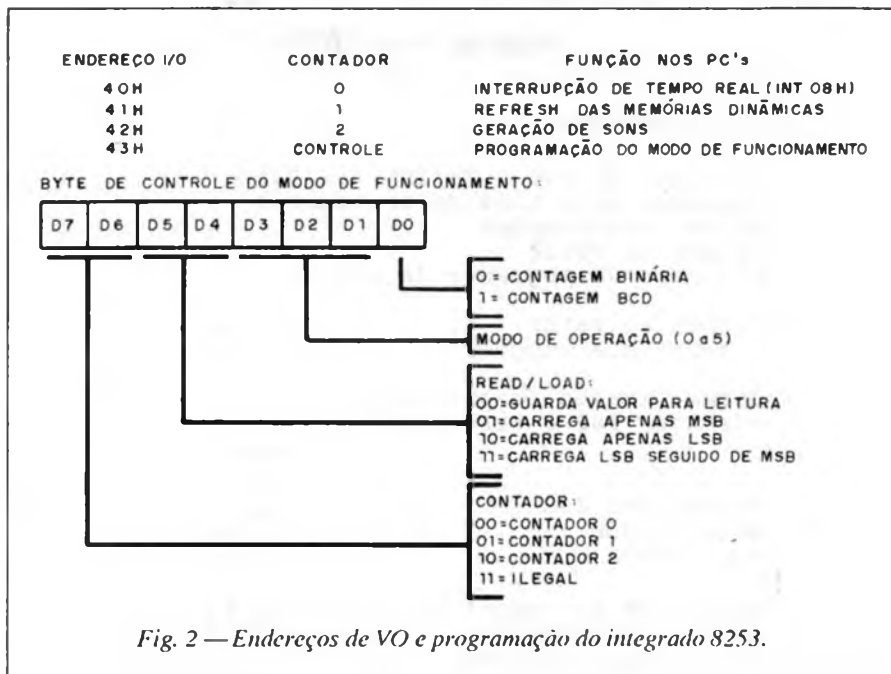 ENDEREÇO I/O CONTADOR FUNÇÃO NOS PC's
40H 0 INTERRUPÇÃO DE TEMPO REAL (INT 08H)
41H 1 REFRESH DAS MEMÓRIAS DINÂMICAS
42H 2 GERAÇÃO DE SONS
43H CONTROLE PROGRAMAÇÃO DO MODO DE FUNCIONAMENTO
BYTE DE CONTROLE DO MODO DE FUNCIONAMENTO:
D7 D6 D5 D4 D3 D2 D1 D0
0 = CONTAGEM BINÁRIA
1 = CONTAGEM BCD
MODO DE OPERAÇÃO (0 a 5)
READ/LOAD:
00=GUARDA VALOR PARA LEITURA
01=CARREGA APENAS MSB
10=CARREGA APENAS LSB
11=CARREGA LSB SEGUIDO DE MSB
CONTADOR:
00=CONTADOR 0
01=CONTADOR 1
10=CONTADOR 2
11=ILEGAL
Fig. 2 — Endereços de VO e programação do integrado 8253.